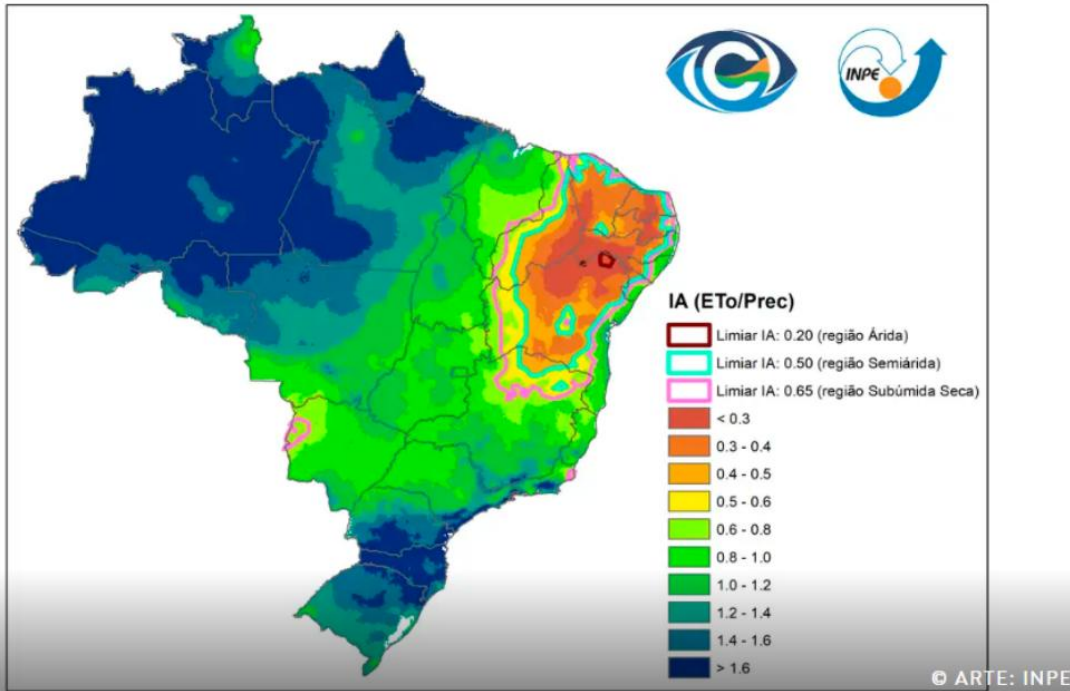 INPE
IA (ETo/Prec)
Limiar IA: 0.20 (região Árida)
Limiar IA: 0.50 (região Semiárida)
Limiar IA: 0.65 (região Subúmida Seca)
< 0.3
0.3 - 0.4
0.4 - 0.5
0.5 - 0.6
0.6 - 0.8
0.8 - 1.0
1.0 - 1.2
1.2 - 1.4
1.4 - 1.6
> 1.6
© ARTE: INPE